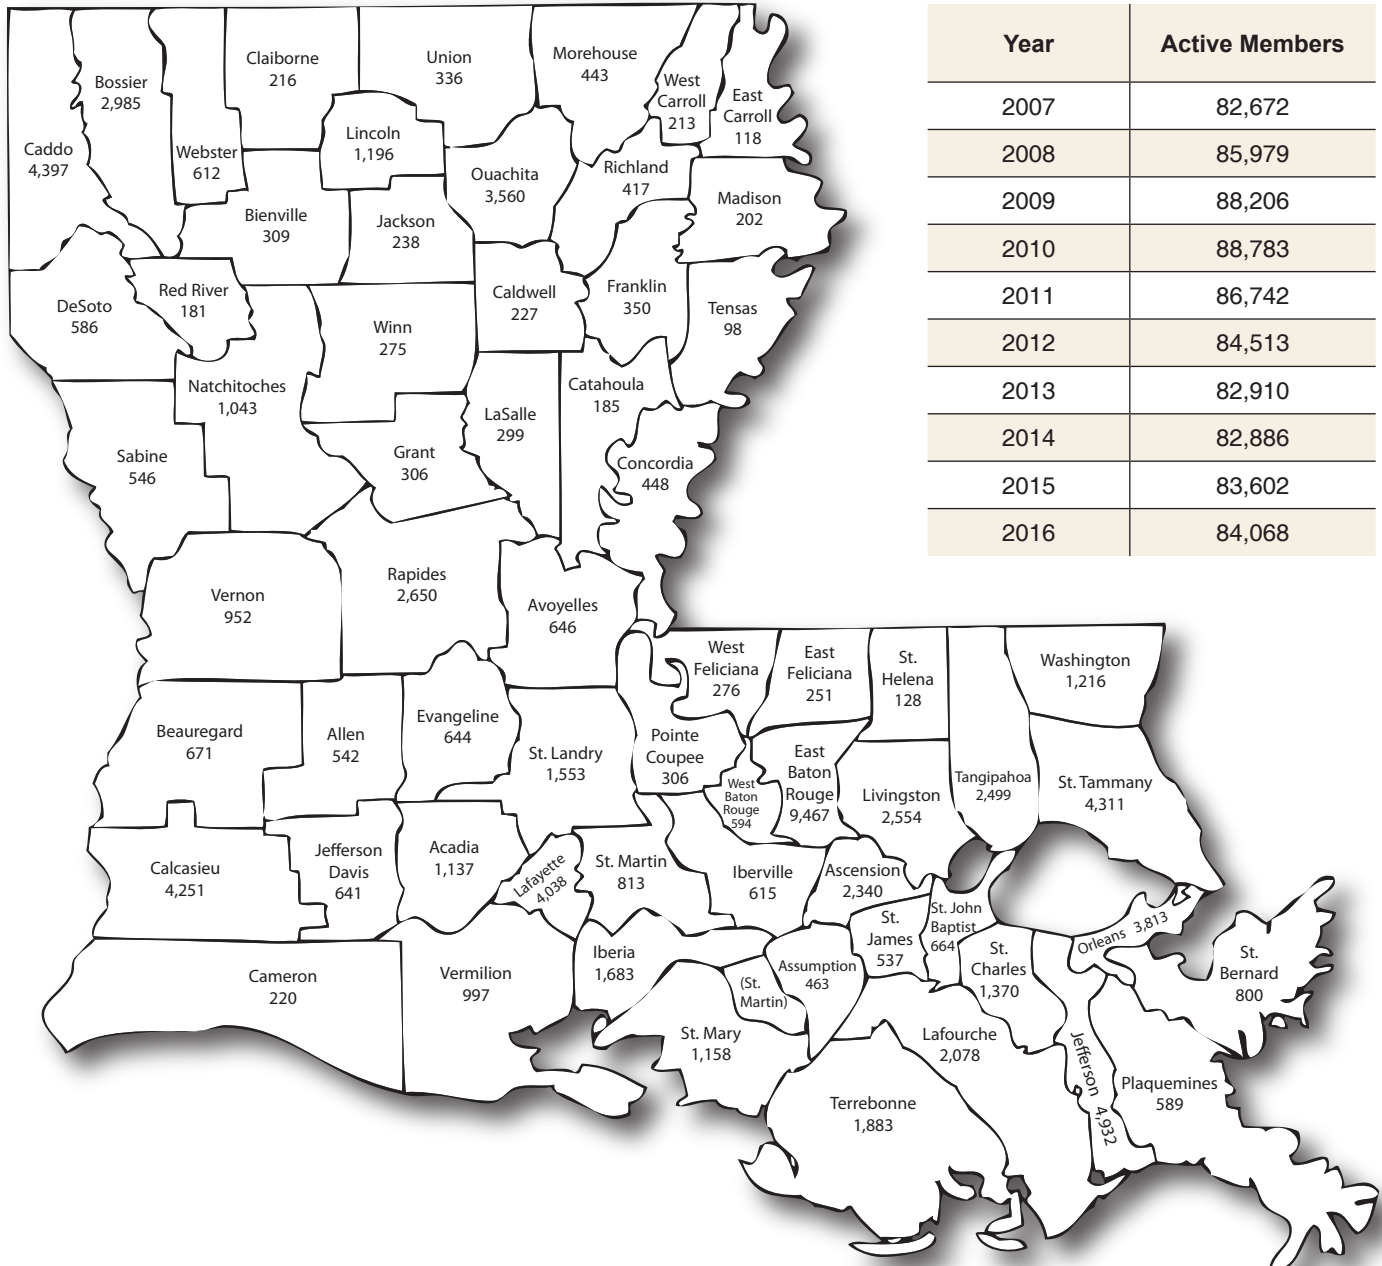 Year Active Members
2007 82,672
2008 85,979
2009 88,206
2010 88,783
2011 86,742
2012 84,513
2013 82,910
2014 82,886
2015 83,602
2016 84,068
Caddo
4,397
Bossier
2,985
Webster
612
Claiborne
216
Union
336
Morehouse
443
West
Carroll
213
East
Carroll
118
Lincoln
1,196
Ouachita
3,560
Richland
417
Madison
202
Bienville
309
Jackson
238
DeSoto
586
Red River
181
Winn
275
Caldwell
227
Franklin
350
Tensas
98
Natchitoches
1,043
Sabine
546
Grant
306
LaSalle
299
Catahoula
185
Concordia
448
Vernon
952
Rapides
2,650
Avoyelles
646
West
Feliciana
276
East
Feliciana
251
St.
Helena
128
Washington
1,216
Beauregard
671
Allen
542
Evangeline
644
St. Landry
1,553
Pointe
Coupee
306
West
Baton
Rouge
594
East
Baton
Rouge
9,467
Livingston
2,554
Tangipahoa
2,499
St. Tammany
4,311
Calcasieu
4,251
Jefferson
Davis
641
Acadia
1,137
Lafayette
4,038
St. Martin
813
Iberville
615
Ascension
2,340
St.
James
537
St. John
Baptist
664
St.
Charles
1,370
Orleans 3,813
St.
Bernard
800
Cameron
220
Vermilion
997
Iberia
1,683
(St.
Martin)
Assumption
463
St. Mary
1,158
Lafourche
2,078
Jefferson 4,932
Plaquemines
589
Terrebonne
1,883